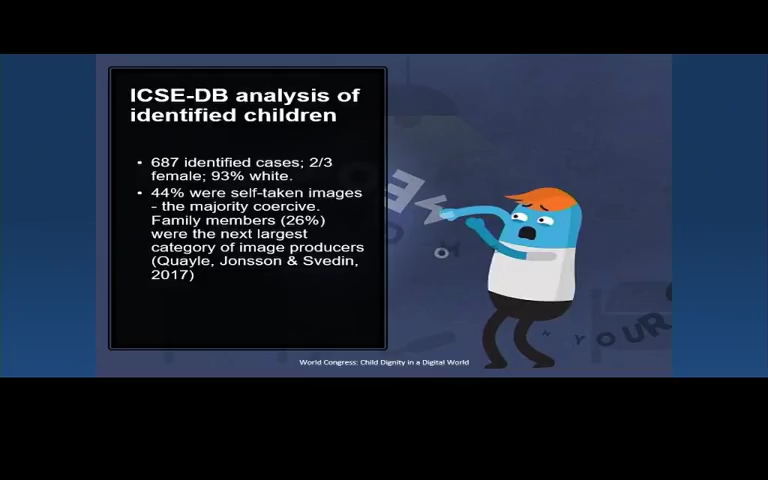 ICSE-DB analysis of
identified children
• 687 identified cases; 2/3
female; 93% white.
• 44% were self-taken images
- the majority coercive.
Family members (26%)
were the next largest
category of image producers
(Quayle, Jonsson & Svedin,
2017)
YOUR
World Congress: Child Dignity in a Digital World